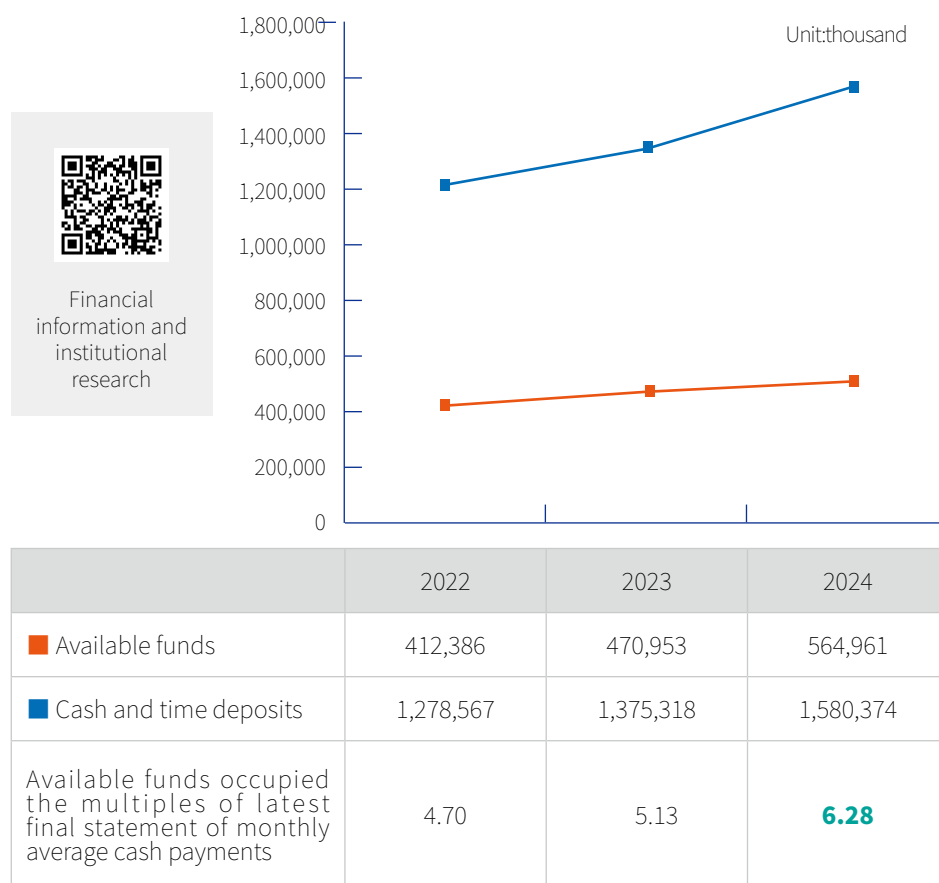 Unit:thousand
1,800,000
1,600,000
1,400,000
1,200,000
1,000,000
800,000
600,000
400,000
200,000
0
Financial
information and
institutional
research
2022 2023 2024
Available funds 412,386 470,953 564,961
Cash and time deposits 1,278,567 1,375,318 1,580,374
Available funds occupied
the multiples of latest
final statement of monthly
average cash payments
4.70 5.13 6.28